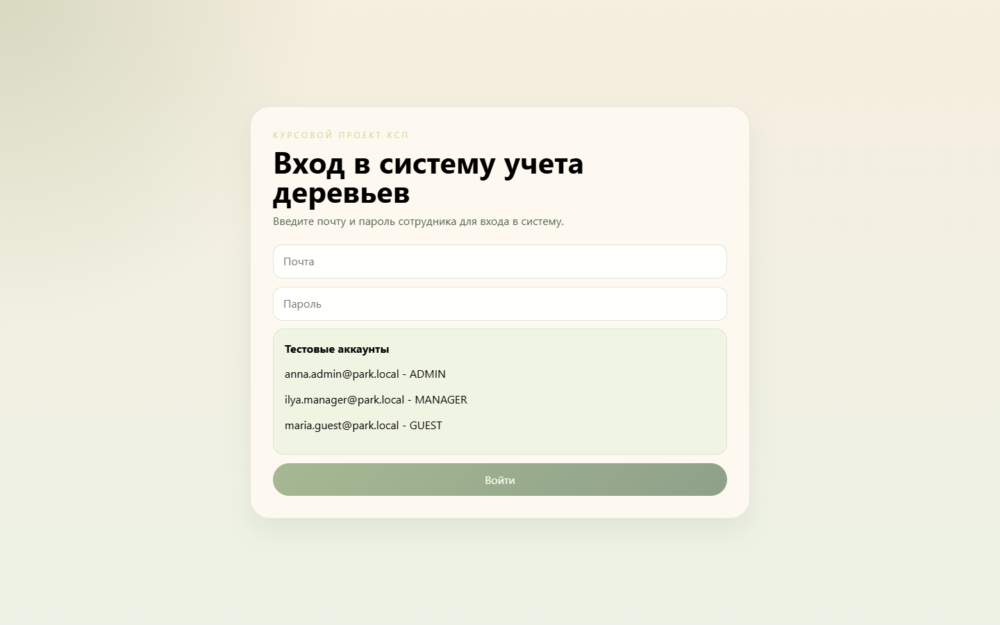 КУРСОВОЙ ПРОЕКТ КСП
Вход в систему учета
деревьев
Введите почту и пароль сотрудника для входа в систему.
Почта
Пароль
Тестовые аккаунты
anna.admin@park.local - ADMIN
ilya.manager@park.local - MANAGER
maria.guest@park.local - GUEST
Войти